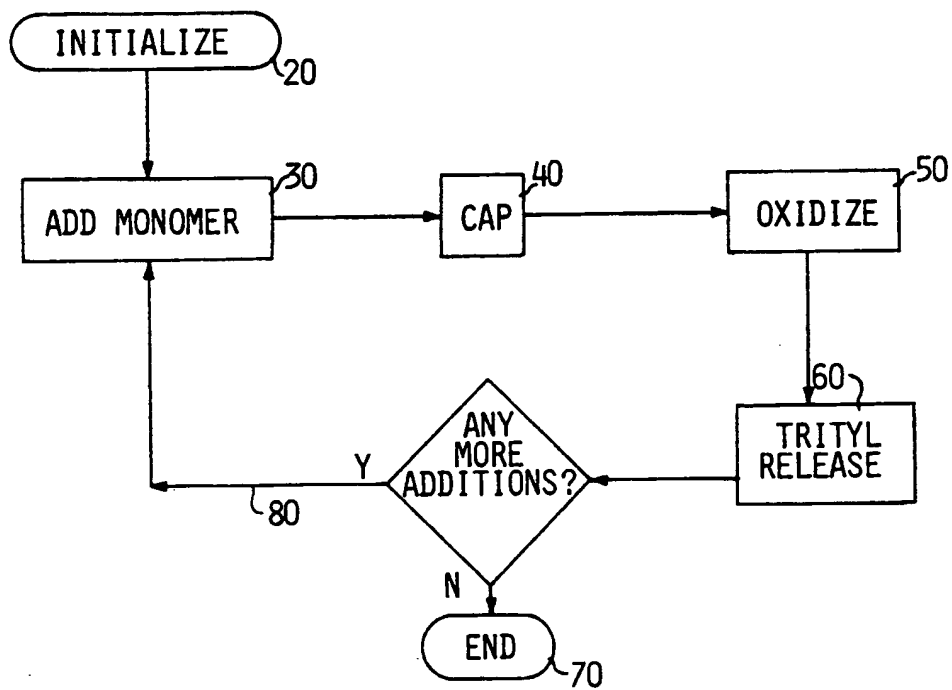 INITIALIZE
20
ADD MONOMER
30
CAP
40
OXIDIZE
50
60
TRITYL
RELEASE
ANY
MORE
ADDITIONS?
Y
80
N
END
70